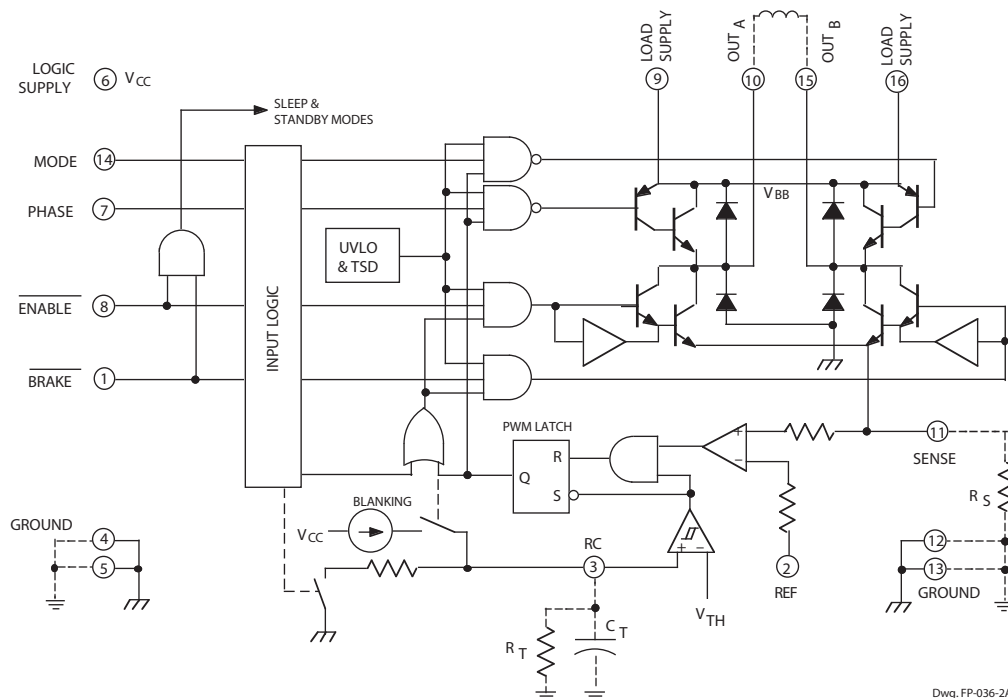 LOAD
SUPPLY
9
OUT A
10
OUT B
15
LOAD
SUPPLY
16
LOGIC
SUPPLY
6
VCC
SLEEP &
STANDBY MODES
MODE
14
PHASE
7
VBB
UVLO
& TSD
ENABLE
8
INPUT LOGIC
BRAKE
1
PWM LATCH
R
Q
S
+
−
11
SENSE
RS
BLANKING
VCC
GROUND
4
5
RC
3
+
−
2
REF
12
13
GROUND
VTH
RT
CT
Dwg. FP-036-2/